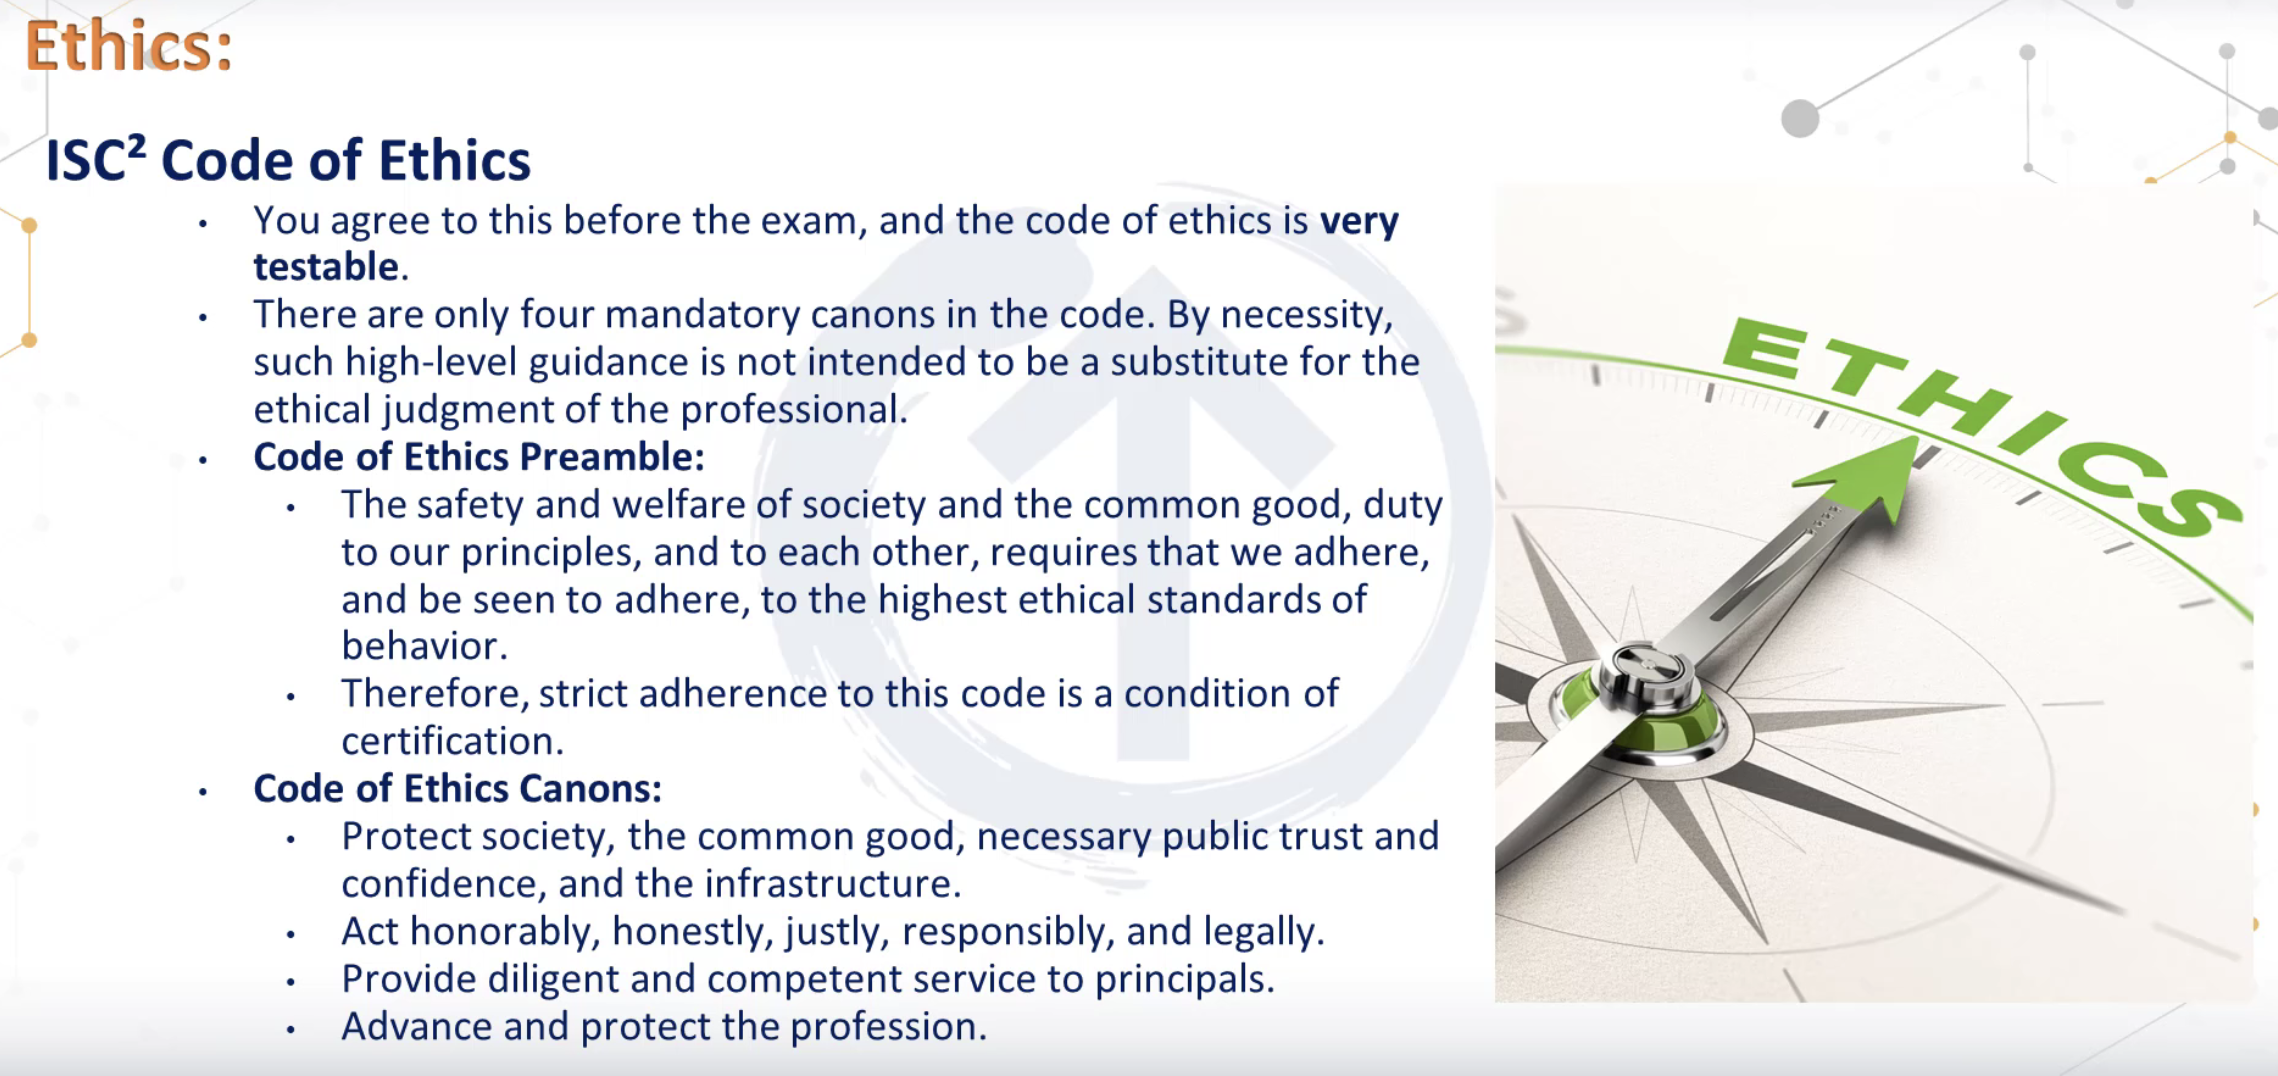 Ethics:
ISC² Code of Ethics
• You agree to this before the exam, and the code of ethics is very
testable.
• There are only four mandatory canons in the code. By necessity,
such high-level guidance is not intended to be a substitute for the
ethical judgment of the professional.
• Code of Ethics Preamble:
• The safety and welfare of society and the common good, duty
to our principles, and to each other, requires that we adhere,
and be seen to adhere, to the highest ethical standards of
behavior.
• Therefore, strict adherence to this code is a condition of
certification.
• Code of Ethics Canons:
• Protect society, the common good, necessary public trust and
confidence, and the infrastructure.
• Act honorably, honestly, justly, responsibly, and legally.
• Provide diligent and competent service to principals.
• Advance and protect the profession.
ETHICS